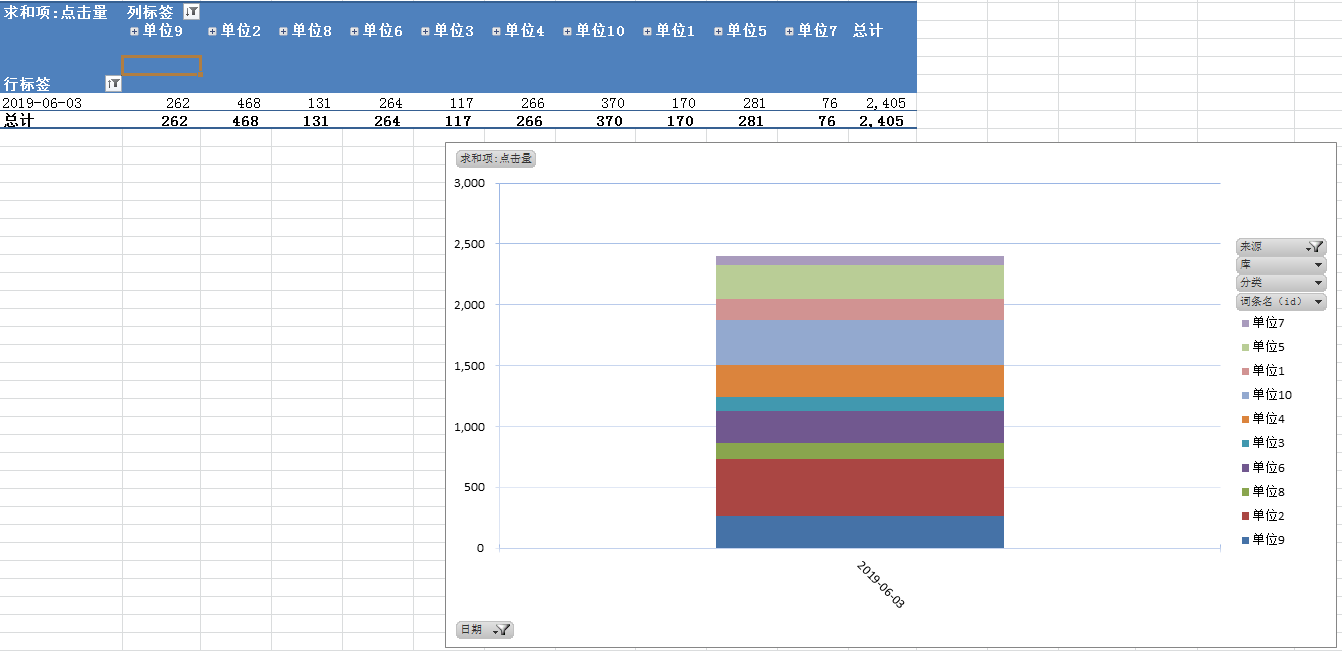 求和项:点击量 列标签
单位9 单位2 单位8 单位6 单位3 单位4 单位10 单位1 单位5 单位7 总计
行标签
2019-06-03 262 468 131 264 117 266 370 170 281 76 2,405
总计 262 468 131 264 117 266 370 170 281 76 2,405
求和项:点击量
3,000
2,500
2,000
1,500
1,000
500
0
2019-06-03
日期
来源
库
分类
词条名（id）
单位7
单位5
单位1
单位10
单位4
单位3
单位6
单位8
单位2
单位9